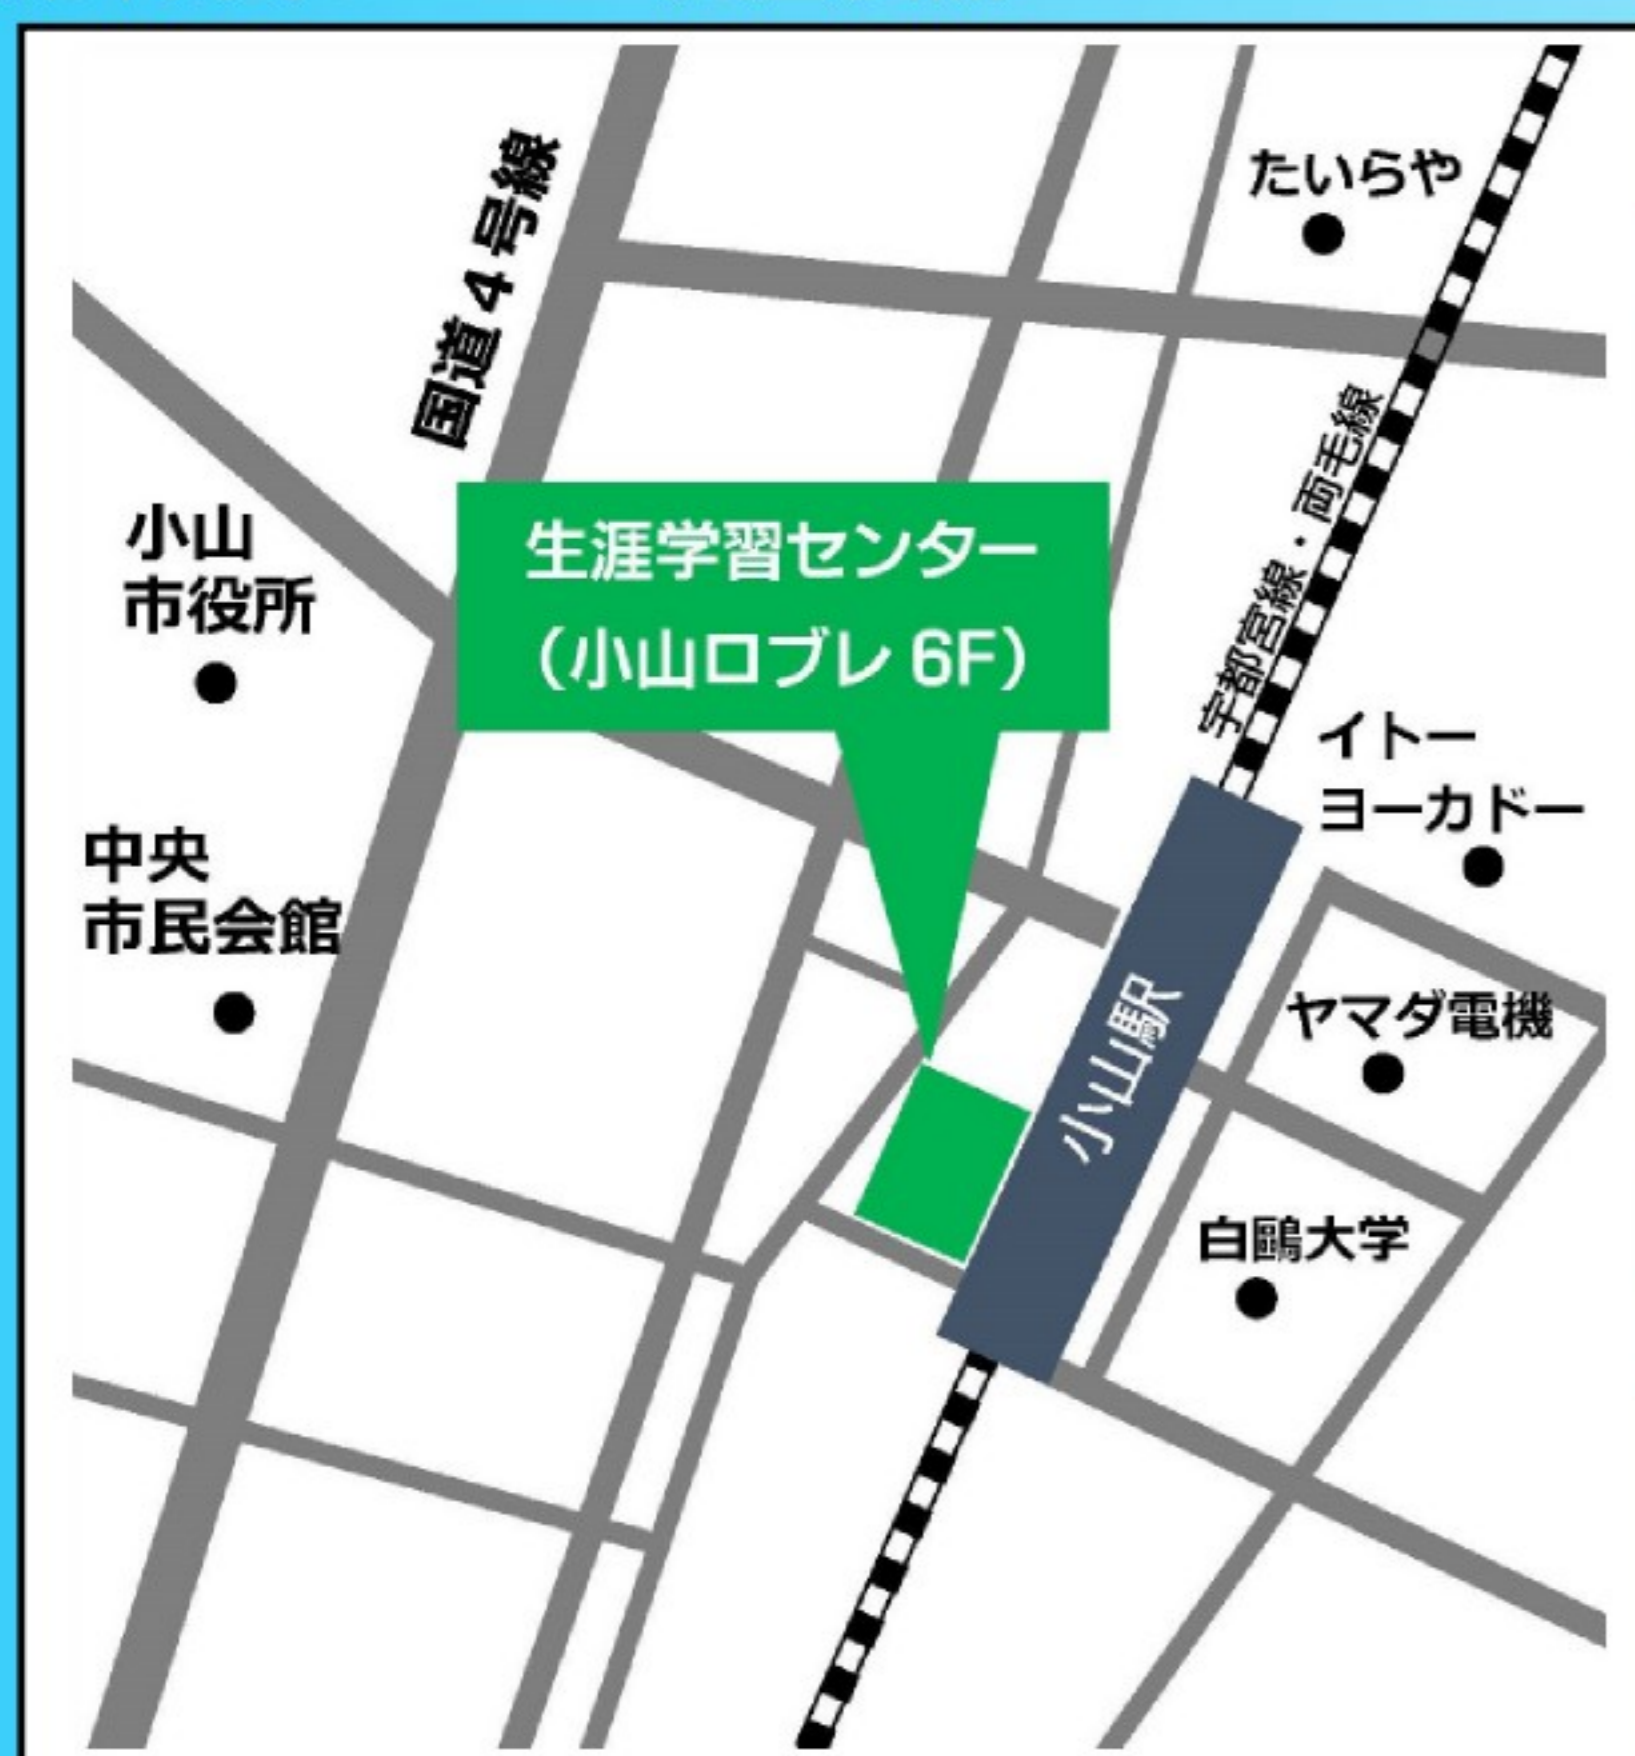 国道4号線
たいらや
宇都宮線・両毛線
小山
市役所
生涯学習センター
（小山ロブレ 6F）
イトー
ヨーカドー
中央
市民会館
小山駅
ヤマダ電機
白鷗大学